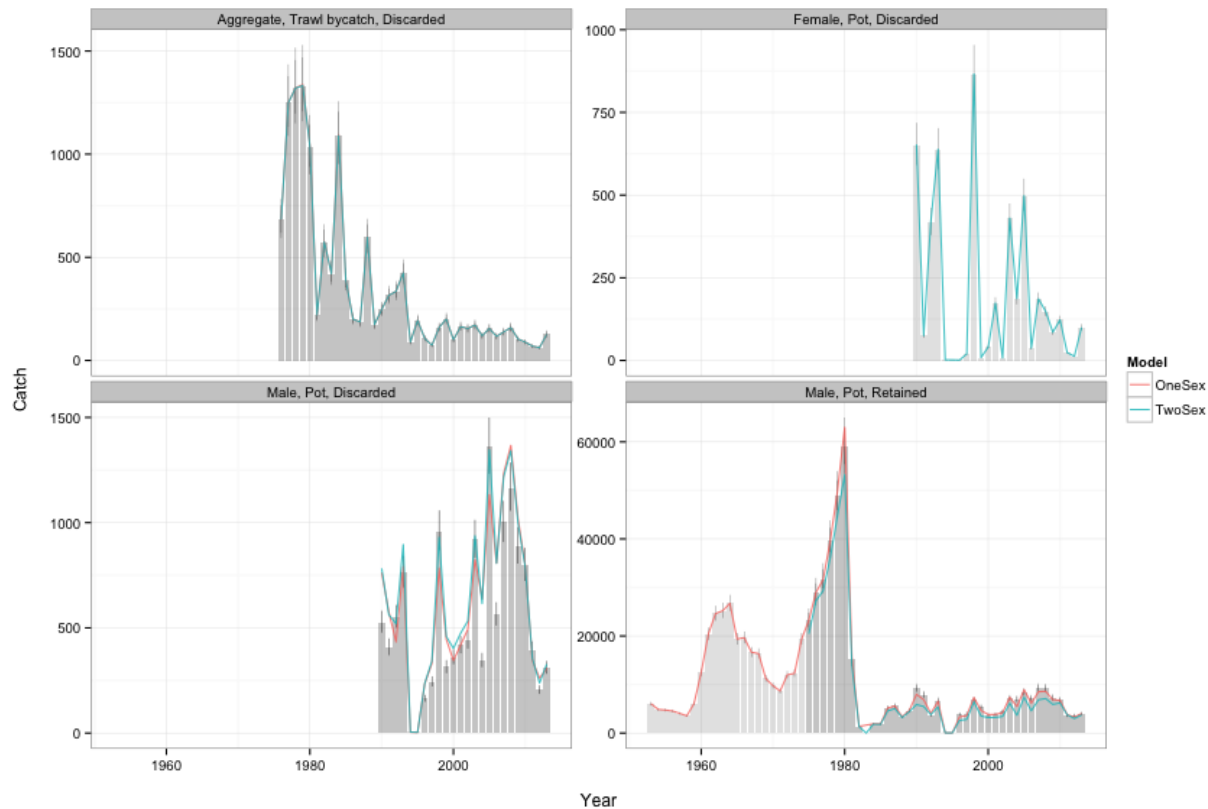 Aggregate, Trawl bycatch, Discarded
Female, Pot, Discarded
1500
1000
500
0
1000
750
500
250
0
Catch
Male, Pot, Discarded
Male, Pot, Retained
1500
1000
500
0
60000
40000
20000
0
Model
OneSex
TwoSex
1960
1980
2000
1960
1980
2000
Year